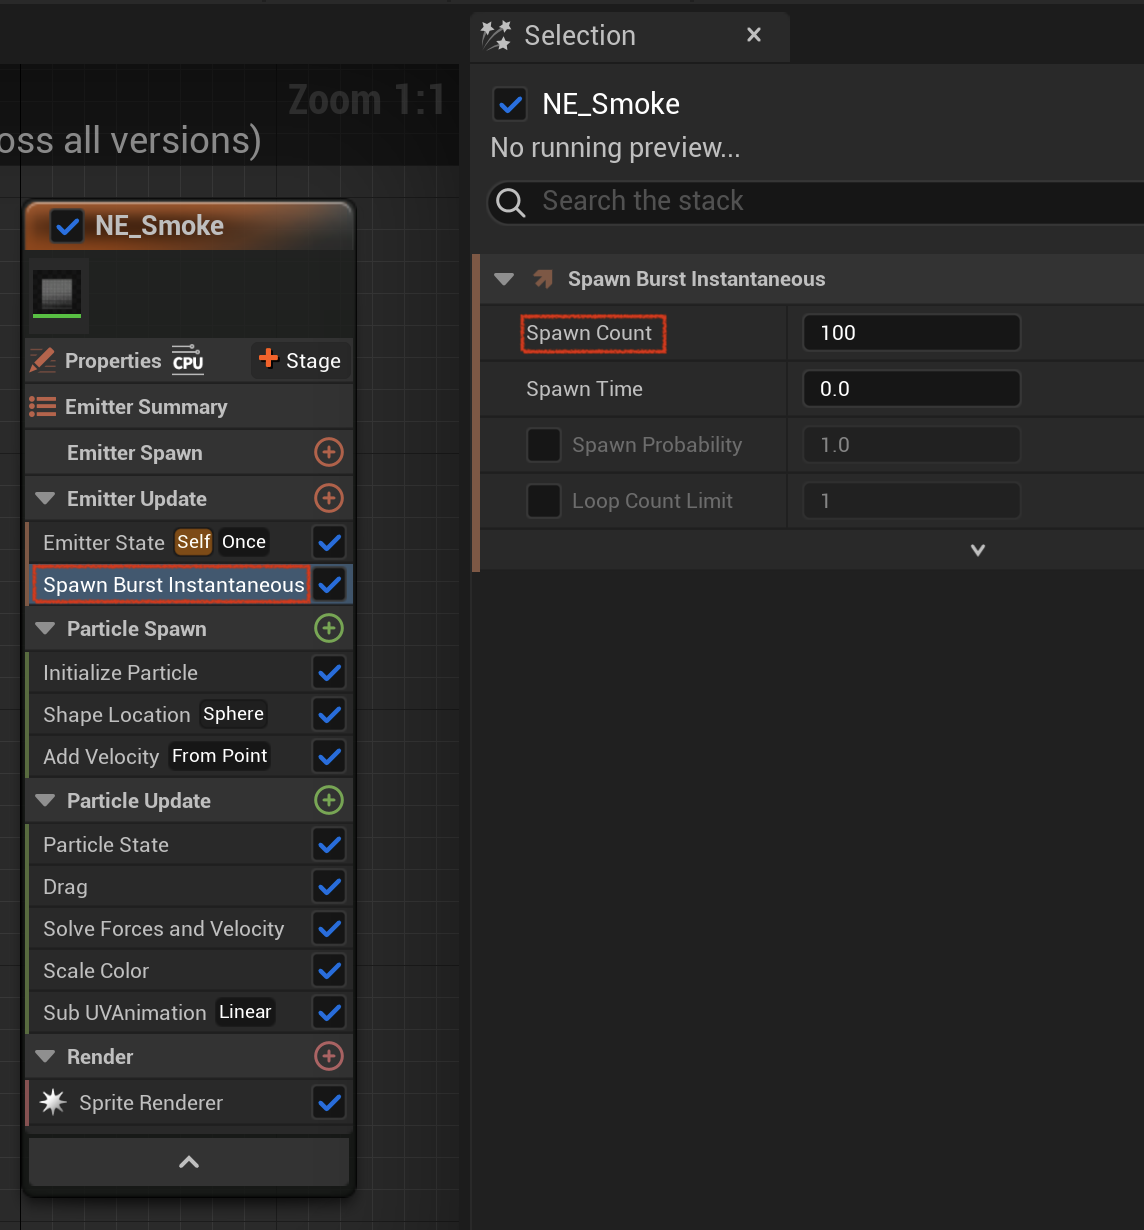 Zoom 1:1
oss all versions)
NE_Smoke
Properties CPU + Stage
Emitter Summary
Emitter Spawn
Emitter Update
Emitter State Self Once
Spawn Burst Instantaneous
Particle Spawn
Initialize Particle
Shape Location Sphere
Add Velocity From Point
Particle Update
Particle State
Drag
Solve Forces and Velocity
Scale Color
Sub UVAnimation Linear
Render
Sprite Renderer
Selection
NE_Smoke
No running preview...
Search the stack
Spawn Burst Instantaneous
Spawn Count 100
Spawn Time 0.0
Spawn Probability 1.0
Loop Count Limit 1